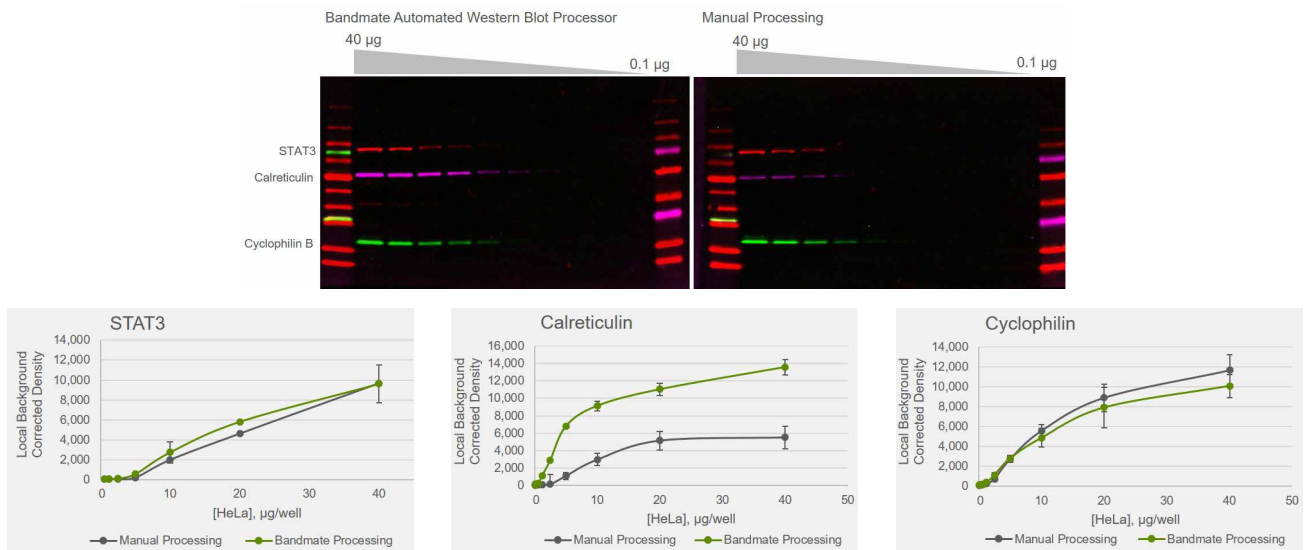 Bandmate Automated Western Blot Processor
Manual Processing
40 µg
0.1 µg
40 µg
0.1 µg
STAT3
Calreticulin
Cyclophilin B
STAT3
Local Background
Corrected Density
14,000
12,000
10,000
8,000
6,000
4,000
2,000
0
0
10
20
30
40
[HeLa], µg/well
Manual Processing
Bandmate Processing
Calreticulin
Local Background
Corrected Density
16,000
14,000
12,000
10,000
8,000
6,000
4,000
2,000
0
0
10
20
30
40
50
[HeLa], µg/well
Manual Processing
Bandmate Processing
Cyclophilin
Local Background
Corrected Density
14,000
12,000
10,000
8,000
6,000
4,000
2,000
0
0
10
20
30
40
50
[HeLa], µg/well
Manual Processing
Bandmate Processing